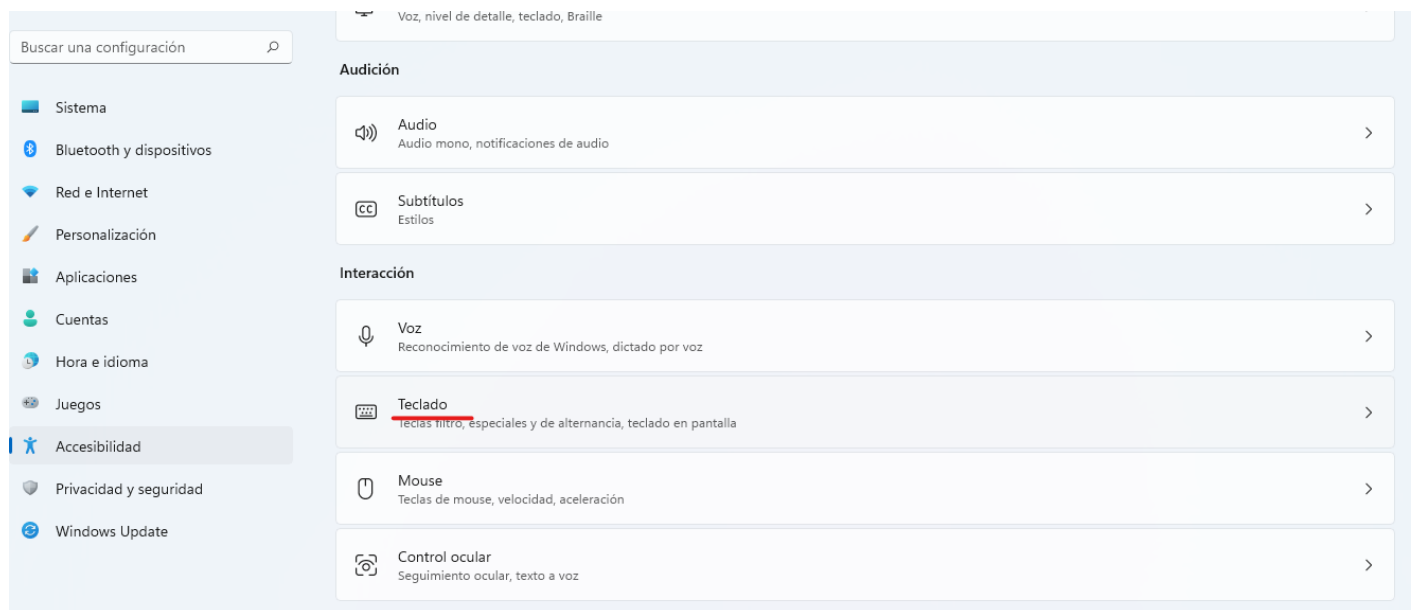 Voz, nivel de detalle, teclado, Braille
Buscar una configuración
Sistema
Bluetooth y dispositivos
Red e Internet
Personalización
Aplicaciones
Cuentas
Hora e idioma
Juegos
Accesibilidad
Privacidad y seguridad
Windows Update
Audición
Audio
Audio mono, notificaciones de audio
Subtítulos
Estilos
Interacción
Voz
Reconocimiento de voz de Windows, dictado por voz
Teclado
Teclas filtro, especiales y de alternancia, teclado en pantalla
Mouse
Teclas de mouse, velocidad, aceleración
Control ocular
Seguimiento ocular, texto a voz